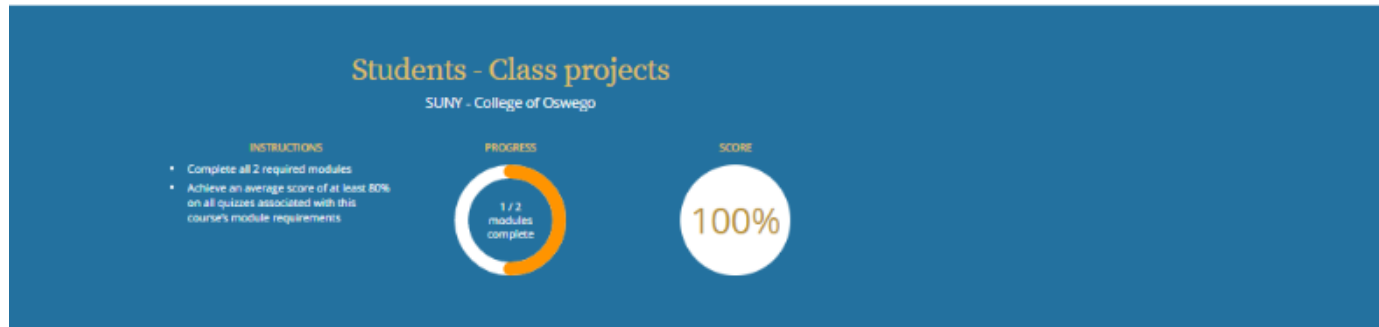 Students - Class projects
SUNY - College of Oswego
INSTRUCTIONS
• Complete all 2 required modules
• Achieve an average score of at least 80%
on all quizzes associated with this
course's module requirements
PROGRESS
1 / 2
modules
complete
SCORE
100%